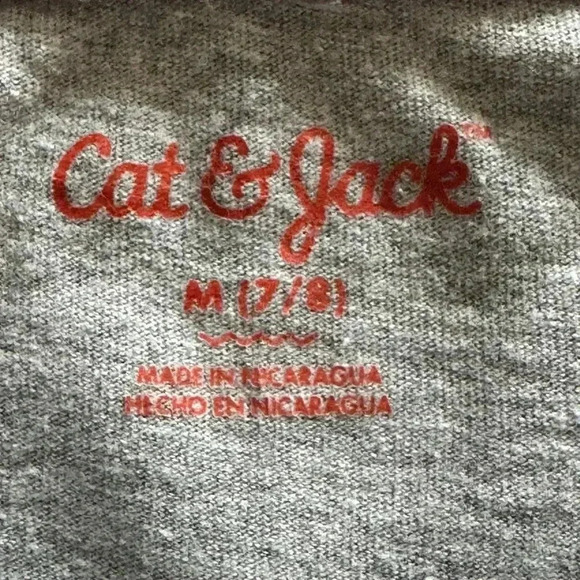 Cat & Jack™
M (7/8)
MADE IN NICARAGUA
HECHO EN NICARAGUA